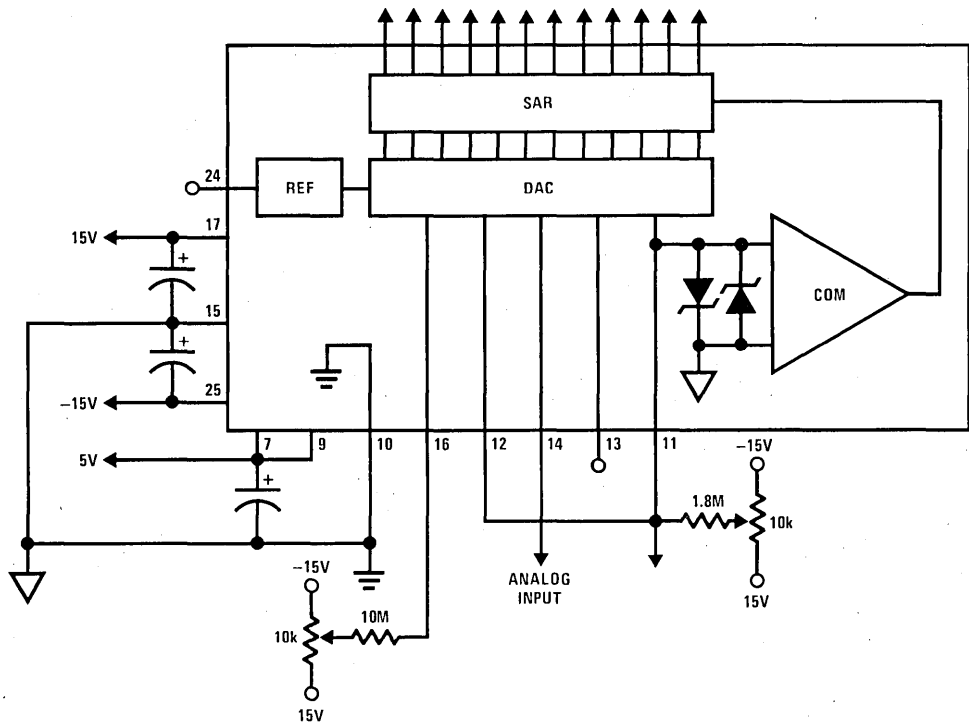 SAR
24
REF
DAC
17
15V
+
COM
15
+
25
-15V
7
9
10
16
12
14
13
11
5V
-15V
+
1.8M
10k
-15V
ANALOG
INPUT
15V
10M
10k
15V